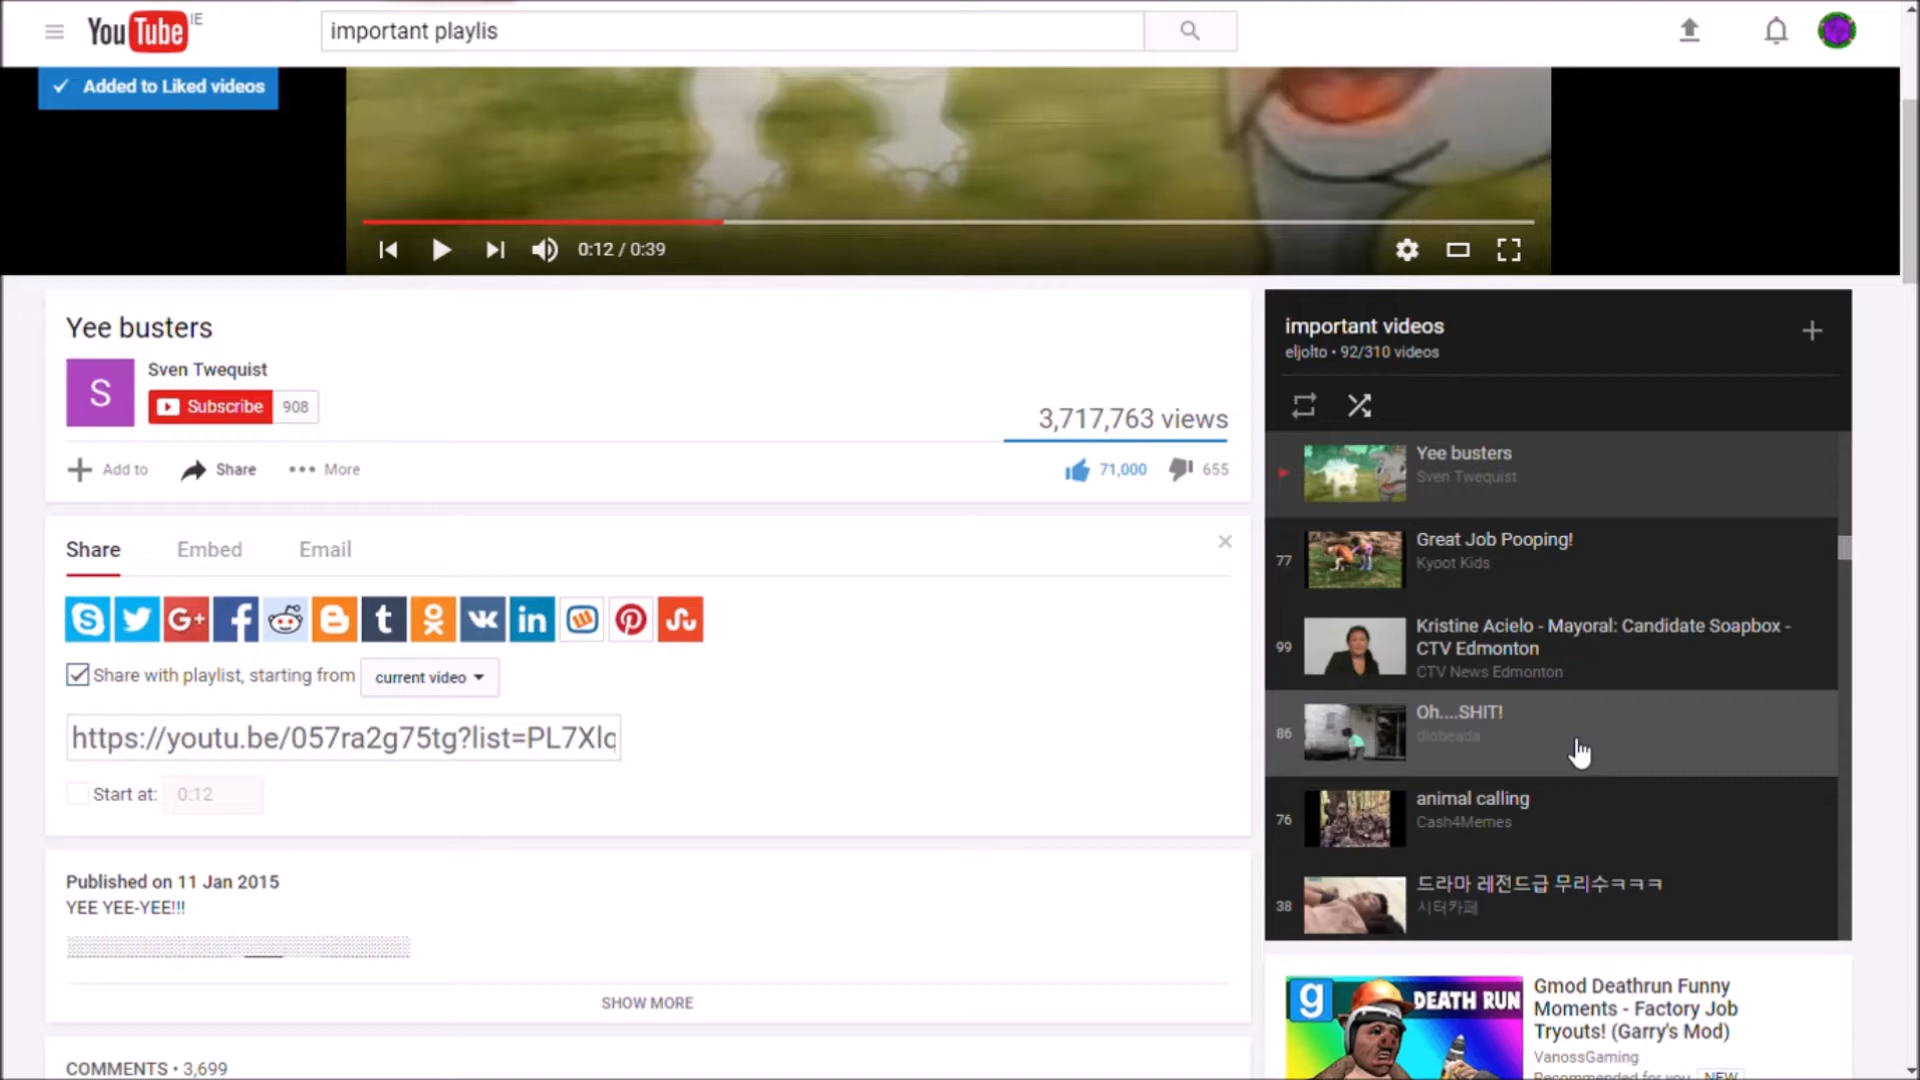 YouTube IE
important playlis
Added to Liked videos
0:12 / 0:39
Yee busters
S
Sven Twequist
Subscribe 908
3,717,763 views
Add to Share More
71,000 655
Share Embed Email
Share with playlist, starting from current video
https://youtu.be/057ra2g75tg?list=PL7Xlq
Start at: 0:12
Published on 11 Jan 2015
YEE YEE-YEE!!!
SHOW MORE
COMMENTS • 3,699
important videos
eljolto • 92/310 videos
Yee busters
Sven Twequist
77
Great Job Pooping!
Kyoot Kids
99
Kristine Acielo - Mayoral: Candidate Soapbox -
CTV Edmonton
CTV News Edmonton
86
Oh....SHIT!
diobeada
76
animal calling
Cash4Memes
38
드라마 레전드급 무리수ㅋㅋㅋ
시터카페
DEATH RUN
Gmod Deathrun Funny
Moments - Factory Job
Tryouts! (Garry's Mod)
VanossGaming
Recommended for you NEW